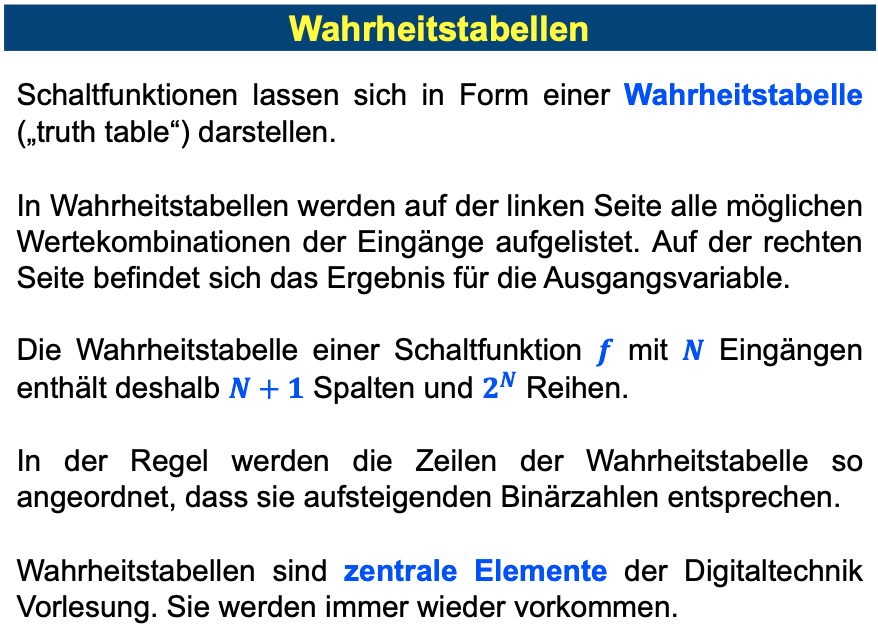 Wahrheitstabellen
Schaltfunktionen lassen sich in Form einer Wahrheitstabelle
(„truth table“) darstellen.
In Wahrheitstabellen werden auf der linken Seite alle möglichen
Wertekombinationen der Eingänge aufgelistet. Auf der rechten
Seite befindet sich das Ergebnis für die Ausgangsvariable.
Die Wahrheitstabelle einer Schaltfunktion f mit N Eingängen
enthält deshalb N + 1 Spalten und 2^N Reihen.
In der Regel werden die Zeilen der Wahrheitstabelle so
angeordnet, dass sie aufsteigenden Binärzahlen entsprechen.
Wahrheitstabellen sind zentrale Elemente der Digitaltechnik
Vorlesung. Sie werden immer wieder vorkommen.